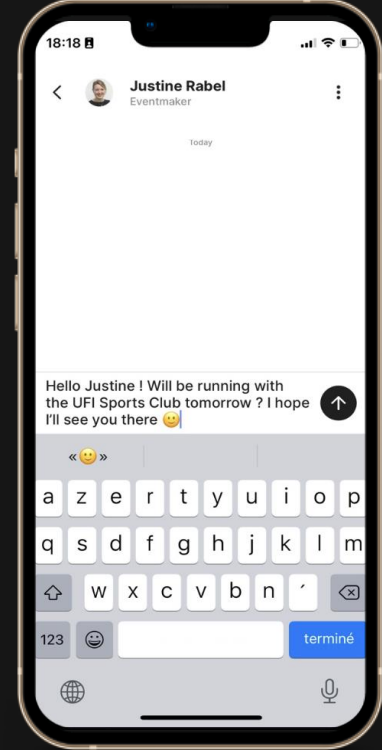 18:18
Justine Rabel
Eventmaker
Today
Hello Justine ! Will be running with
the UFI Sports Club tomorrow ? I hope
I'll see you there 🙂
«🙂»
a z e r t y u i o p
q s d f g h j k l m
w x c v b n ´
123 terminé